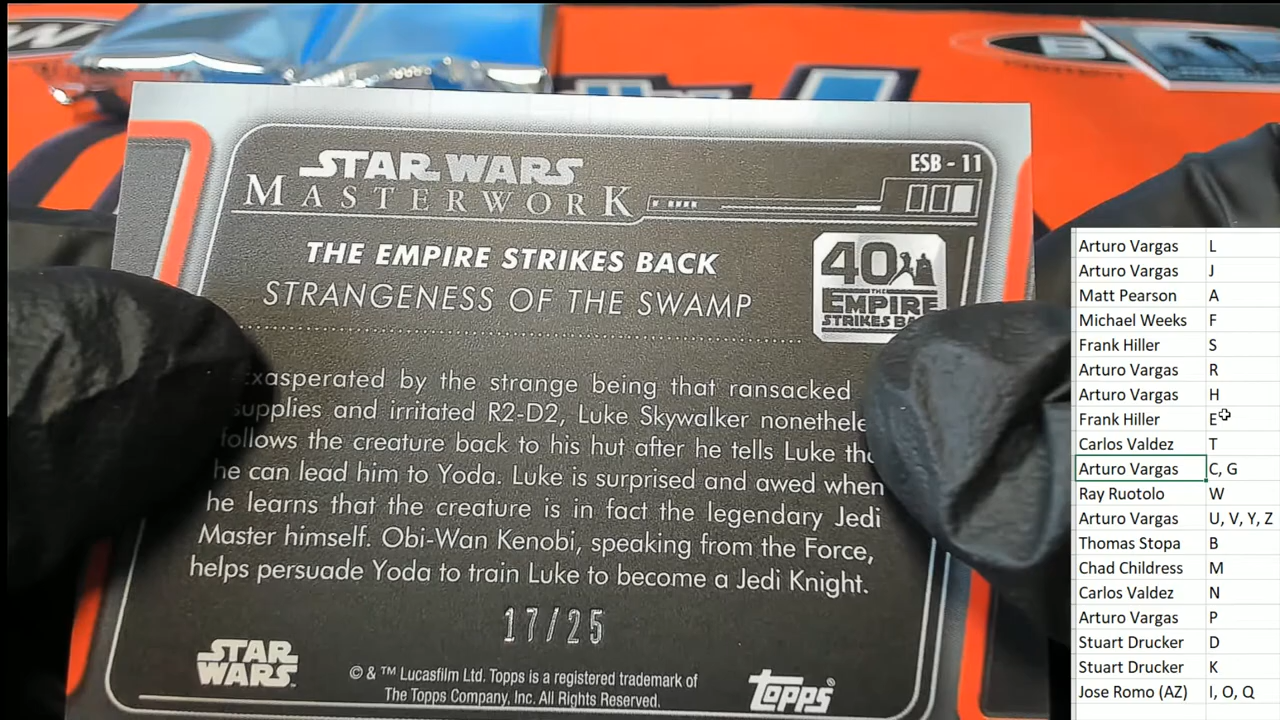 STAR WARS
MASTERWORK
ESB - 11
THE EMPIRE STRIKES BACK
STRANGENESS OF THE SWAMP
40
THE
EMPIRE
STRIKES
supplies and irritated R2-D2, Luke Skywalker
exasperated by the strange being that ransacked
follows the creature back to his hut after he tells Luke
he can lead him to Yoda. Luke is surprised and awed when
he learns that the creature is in fact the legendary Jedi
Master himself. Obi-Wan Kenobi, speaking from the Force,
helps persuade Yoda to train Luke to become a Jedi Knight.
17/25
STAR
WARS
© & ™ Lucasfilm Ltd. Topps is a registered trademark of
The Topps Company, Inc. All Rights Reserved.
topps
Arturo Vargas L
Arturo Vargas J
Matt Pearson A
Michael Weeks F
Frank Hiller S
Arturo Vargas R
Arturo Vargas H
Frank Hiller E
Carlos Valdez T
Arturo Vargas C, G
Ray Ruotolo W
Arturo Vargas U, V, Y, Z
Thomas Stopa B
Chad Childress M
Carlos Valdez N
Arturo Vargas P
Stuart Drucker D
Stuart Drucker K
Jose Romo (AZ) I, O, Q